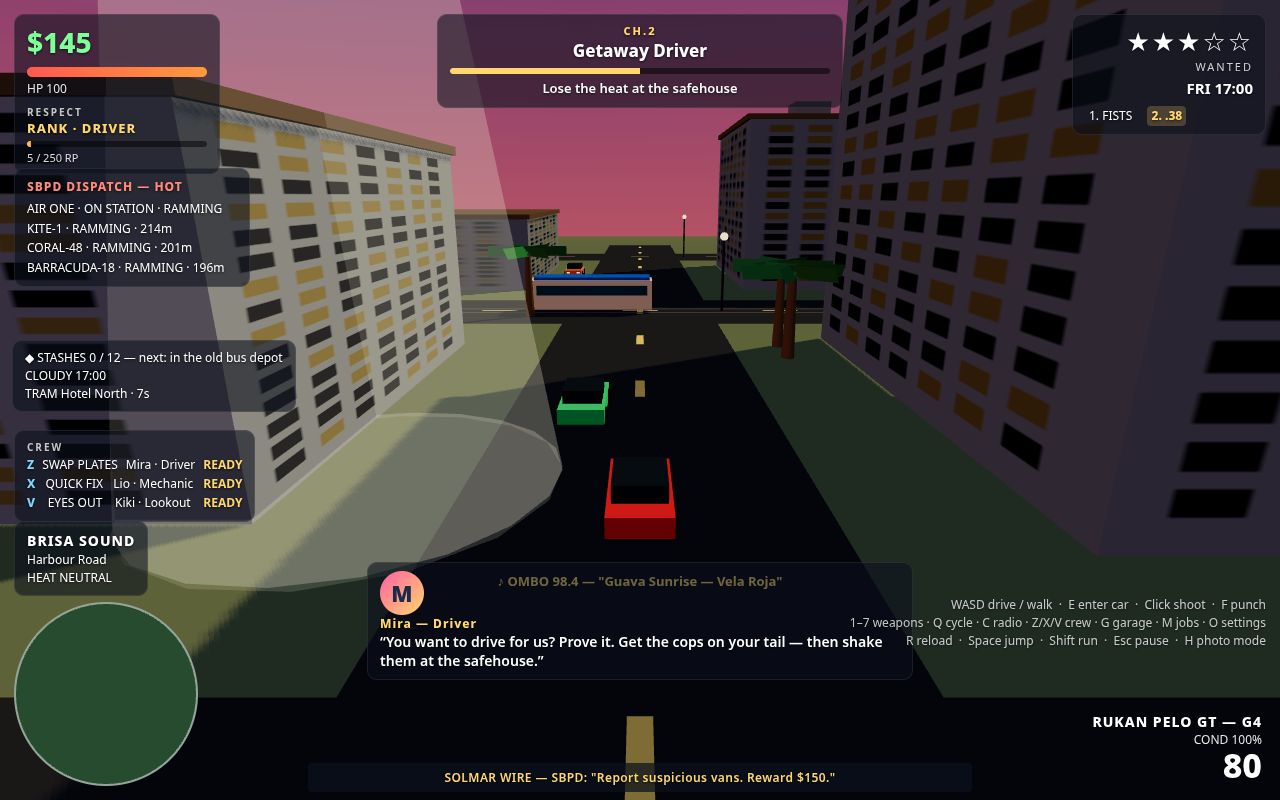 $145
HP 100
RESPECT
RANK · DRIVER
5 / 250 RP
SBPD DISPATCH — HOT
AIR ONE · ON STATION · RAMMING
KITE-1 · RAMMING · 214m
CORAL-48 · RAMMING · 201m
BARRACUDA-18 · RAMMING · 196m
◆ STASHES 0 / 12 — next: in the old bus depot
CLOUDY 17:00
TRAM Hotel North · 7s
CREW
Z SWAP PLATES Mira · Driver READY
X QUICK FIX Lio · Mechanic READY
V EYES OUT Kiki · Lookout READY
BRISA SOUND
Harbour Road
HEAT NEUTRAL
CH.2
Getaway Driver
Lose the heat at the safehouse
★★★☆☆
WANTED
FRI 17:00
1. FISTS 2. .38
♪ OMBO 98.4 — "Guava Sunrise — Vela Roja"
M
Mira — Driver
“You want to drive for us? Prove it. Get the cops on your tail — then shake
them at the safehouse.”
WASD drive / walk · E enter car · Click shoot · F punch
1–7 weapons · Q cycle · C radio · Z/X/V crew · G garage · M jobs · O settings
R reload · Space jump · Shift run · Esc pause · H photo mode
RUKAN PELO GT — G4
COND 100%
80
SOLMAR WIRE — SBPD: "Report suspicious vans. Reward $150."